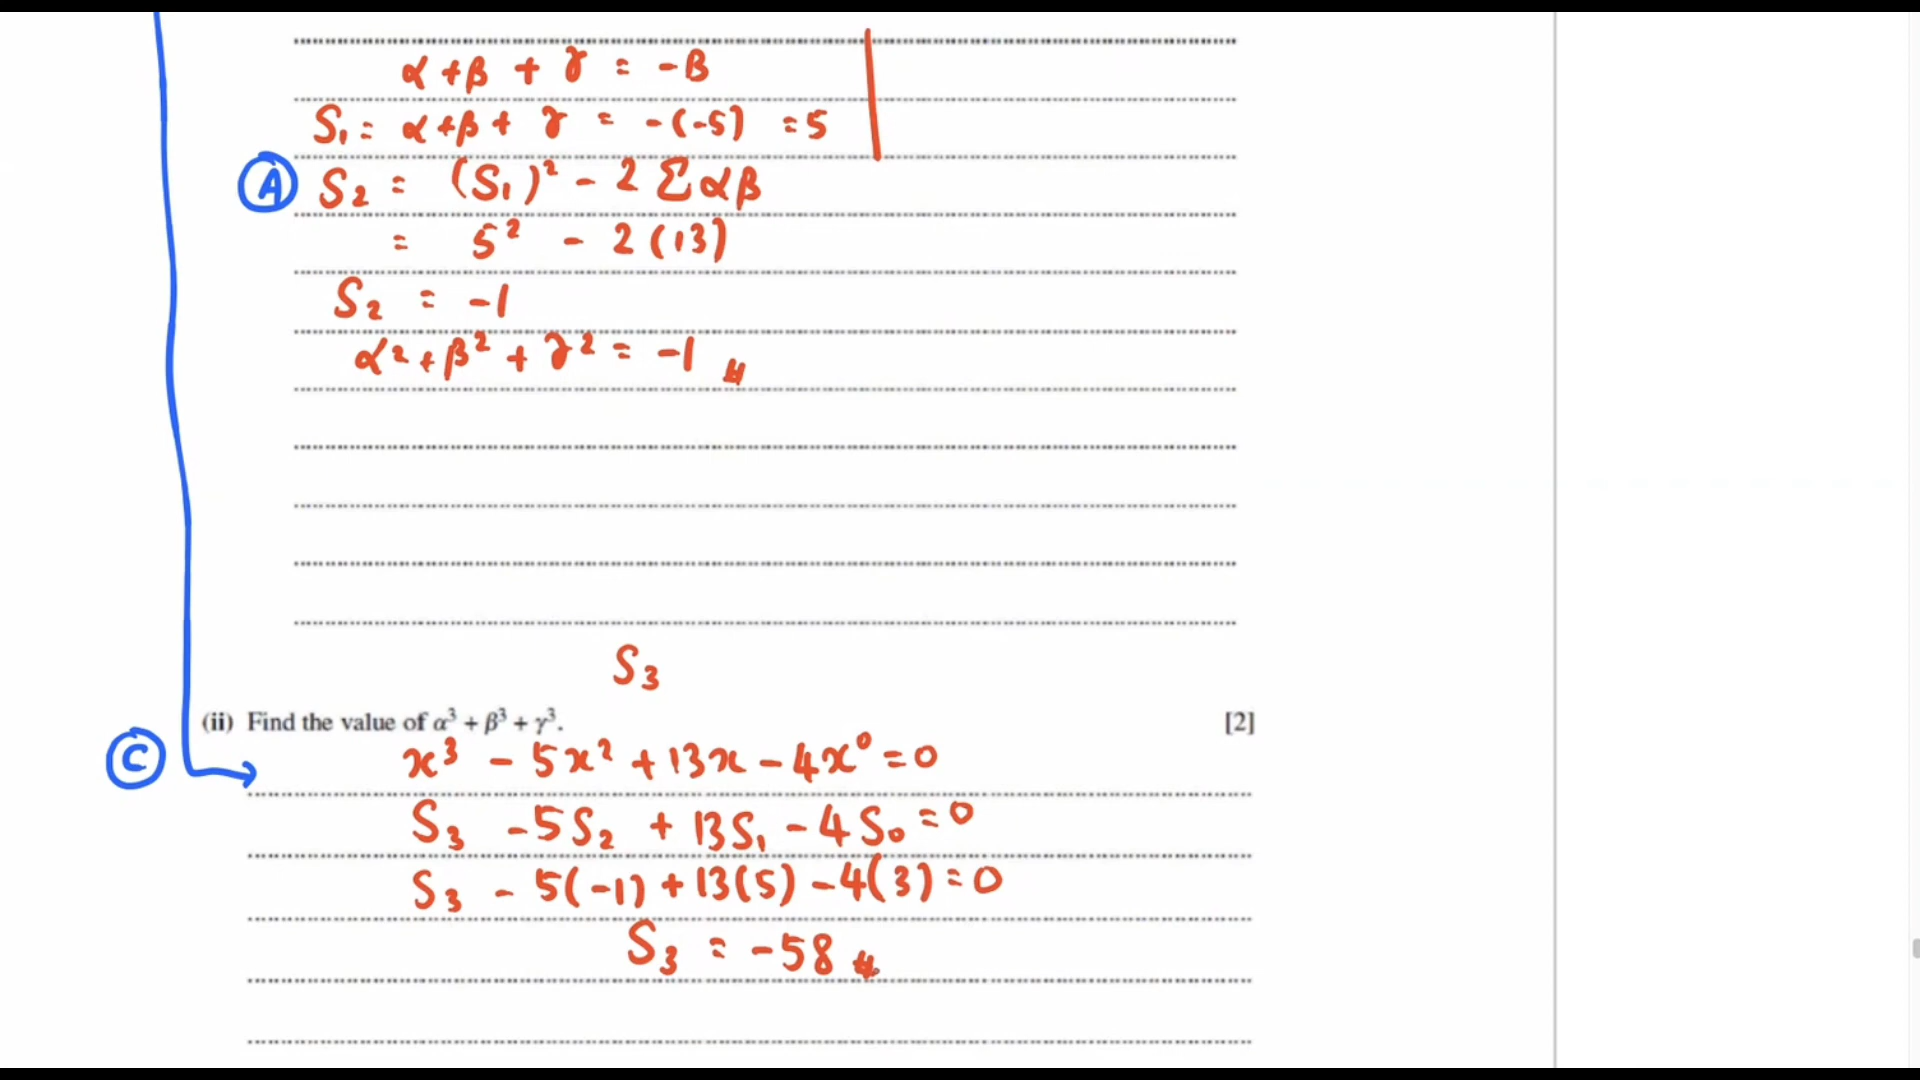 α + β + γ = - B
S₁ = α + β + γ = -(-5) = 5
A S₂ = (S₁)² - 2 Σαβ
= 5² - 2(13)
S₂ = -1
α² + β² + γ² = -1
S₃
(ii) Find the value of α³ + β³ + γ³. [2]
C x³ - 5x² + 13x - 4x⁰ = 0
S₃ - 5S₂ + 13S₁ - 4S₀ = 0
S₃ - 5(-1) + 13(5) - 4(3) = 0
S₃ = -58